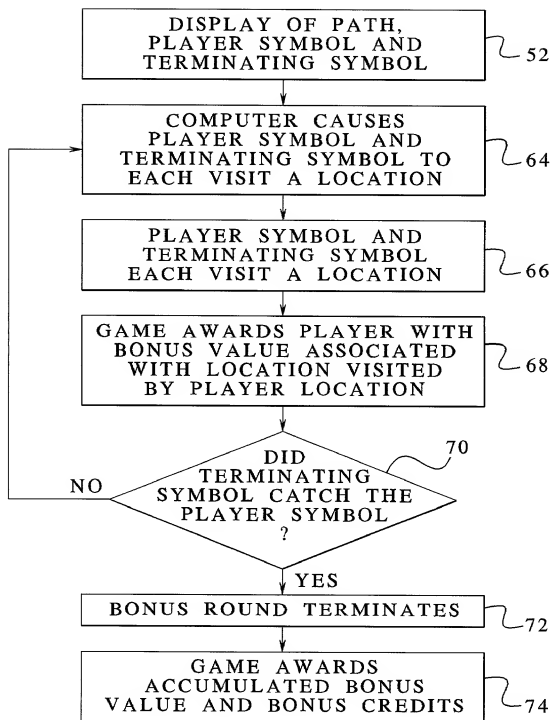 DISPLAY OF PATH,
PLAYER SYMBOL AND
TERMINATING SYMBOL
52
COMPUTER CAUSES
PLAYER SYMBOL AND
TERMINATING SYMBOL TO
EACH VISIT A LOCATION
64
PLAYER SYMBOL AND
TERMINATING SYMBOL
EACH VISIT A LOCATION
66
GAME AWARDS PLAYER WITH
BONUS VALUE ASSOCIATED
WITH LOCATION VISITED
BY PLAYER LOCATION
68
DID
TERMINATING
SYMBOL CATCH THE
PLAYER SYMBOL
?
70
NO
YES
BONUS ROUND TERMINATES
72
GAME AWARDS
ACCUMULATED BONUS
VALUE AND BONUS CREDITS
74